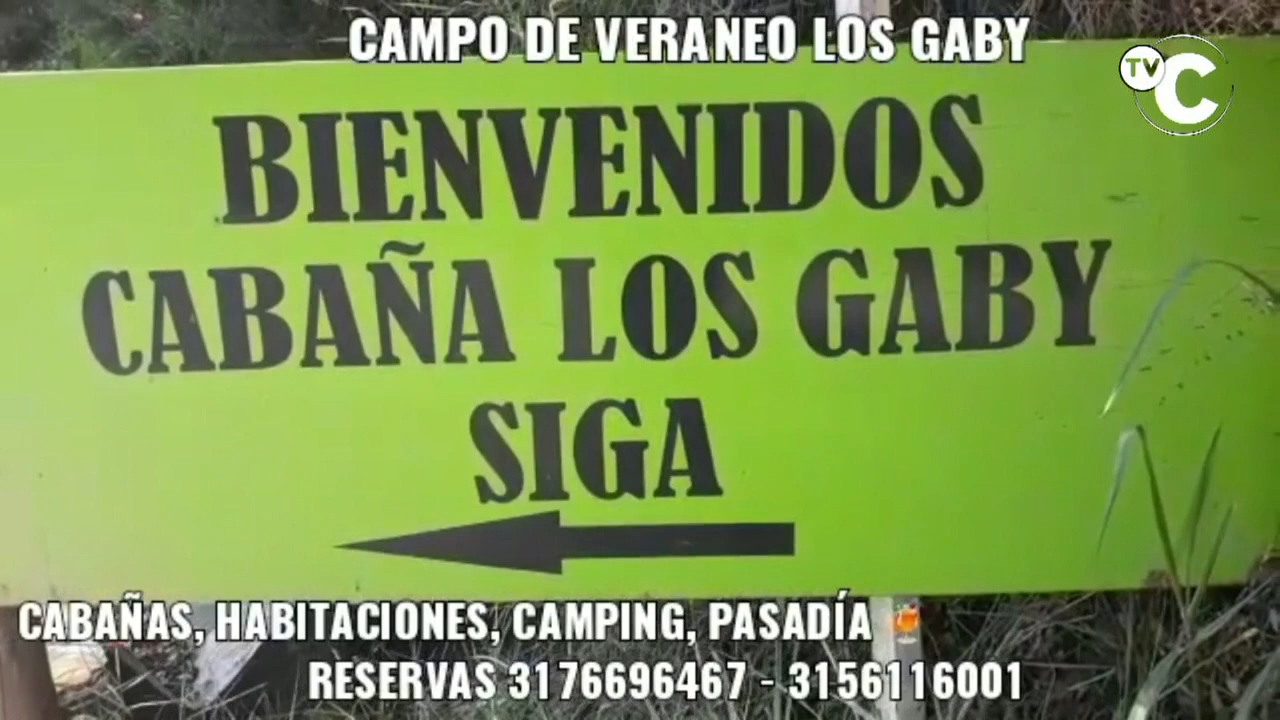 CAMPO DE VERANEO LOS GABY
TV C
BIENVENIDOS
CABAÑA LOS GABY
SIGA
CABAÑAS, HABITACIONES, CAMPING, PASADÍA
RESERVAS 3176696467 - 3156116001